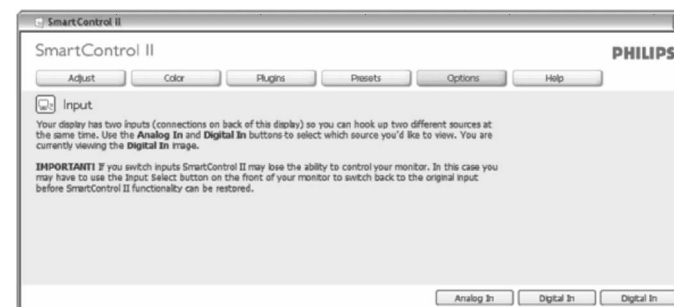 SmartControl II
SmartControl II
PHILIPS
Adjust Color Plugins Presets Options Help
Input
Your display has two inputs (connections on back of this display) so you can hook up two different sources at
the same time. Use the Analog In and Digital In buttons to select which source you'd like to view. You are
currently viewing the Digital In image.
IMPORTANT! If you switch inputs SmartControl II may lose the ability to control your monitor. In this case you
may have to use the Input Select button on the front of your monitor to switch back to the original input
before SmartControl II functionality can be restored.
Analog In Digital In Digital In